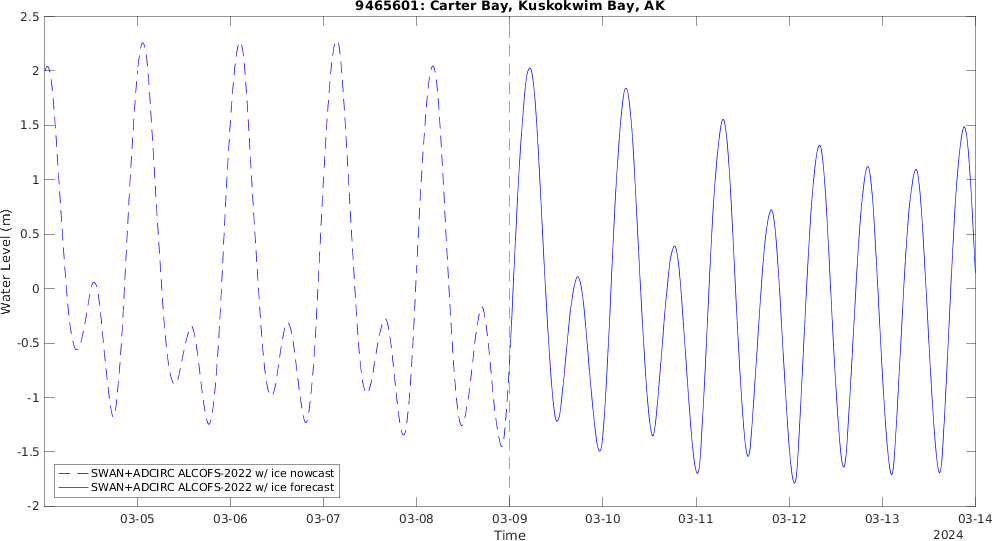 9465601: Carter Bay, Kuskokwim Bay, AK
2.5
2
1.5
1
0.5
0
-0.5
-1
-1.5
-2
Water Level (m)
SWAN+ADCIRC ALCOFS-2022 w/ ice nowcast
SWAN+ADCIRC ALCOFS-2022 w/ ice forecast
03-05 03-06 03-07 03-08 03-09 03-10 03-11 03-12 03-13 03-14
Time
2024